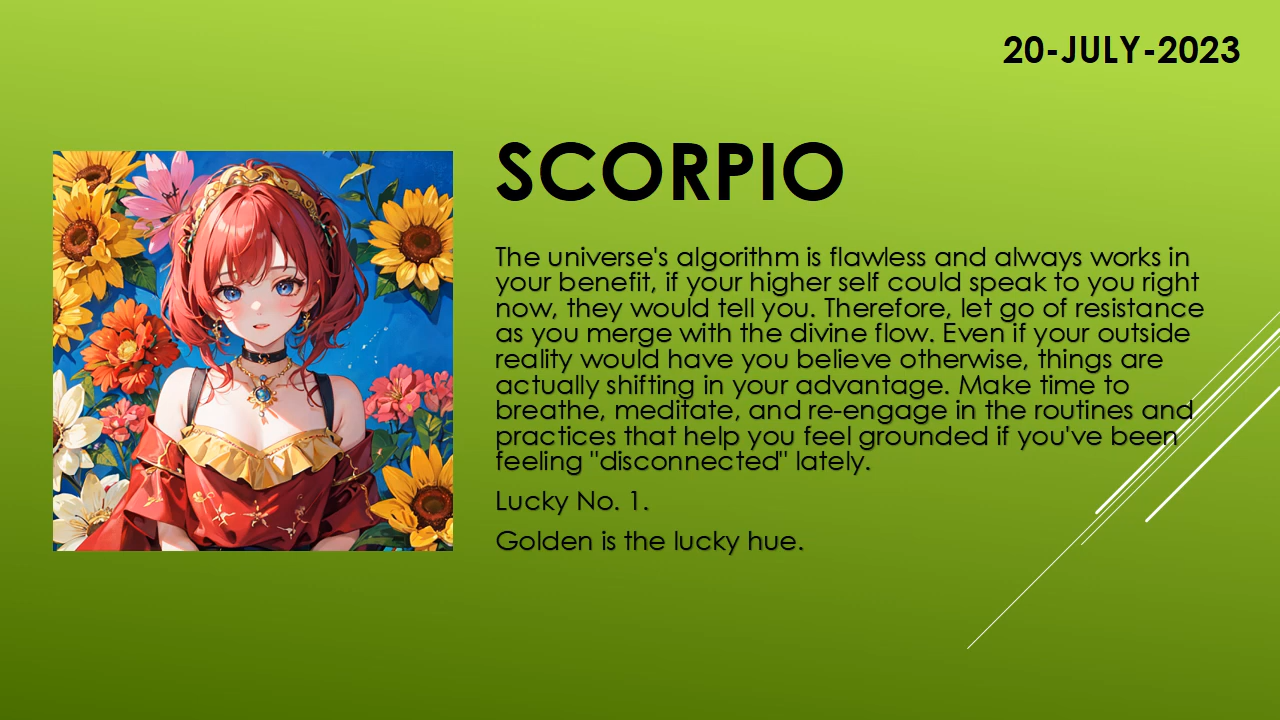 20-JULY-2023
SCORPIO
The universe's algorithm is flawless and always works in
your benefit, if your higher self could speak to you right
now, they would tell you. Therefore, let go of resistance
as you merge with the divine flow. Even if your outside
reality would have you believe otherwise, things are
actually shifting in your advantage. Make time to
breathe, meditate, and re-engage in the routines and
practices that help you feel grounded if you've been
feeling "disconnected" lately.
Lucky No. 1.
Golden is the lucky hue.